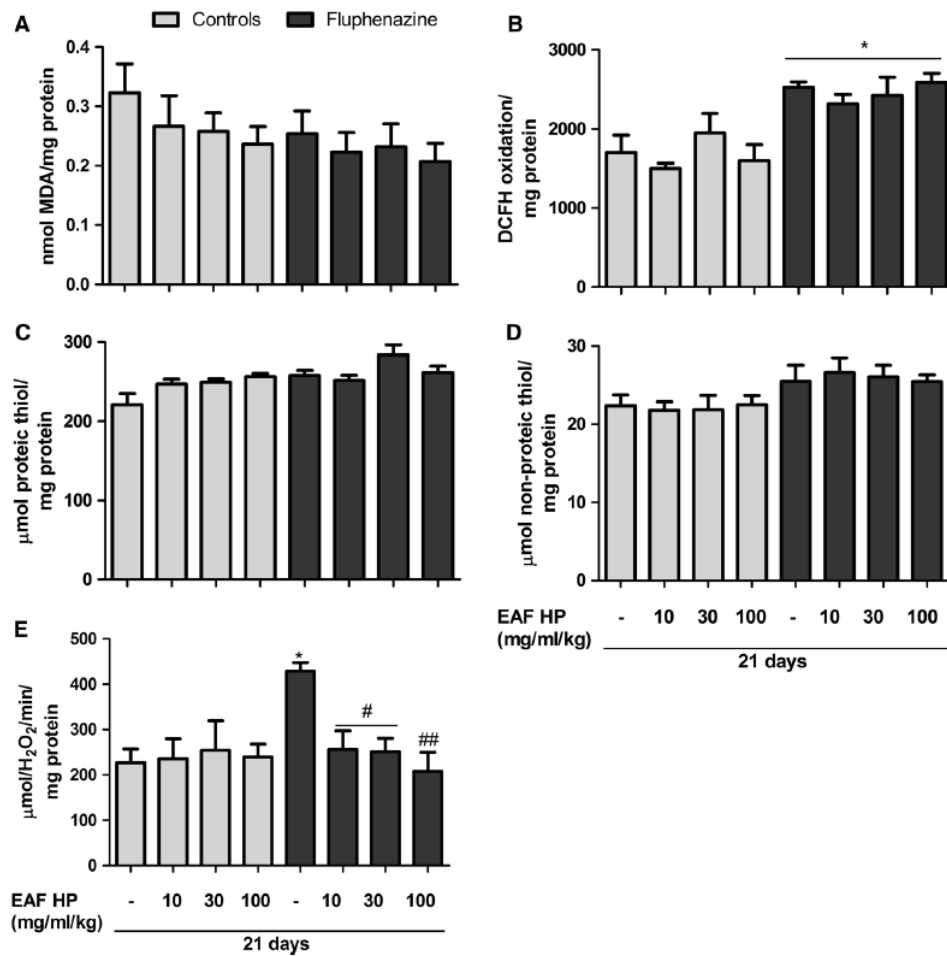 Controls Fluphenazine
A
nmol MDA/mg protein
0.4
0.3
0.2
0.1
0.0
B
DCFH oxidation/
mg protein
3000
2000
1000
0
*
C
µmol proteic thiol/
mg protein
300
200
100
0
D
µmol non-proteic thiol/
mg protein
30
20
10
0
EAF HP - 10 30 100 - 10 30 100
(mg/ml/kg)
21 days
E
µmol/H₂O₂/min/
mg protein
500
400
300
200
100
0
*
#
##
EAF HP - 10 30 100 - 10 30 100
(mg/ml/kg)
21 days